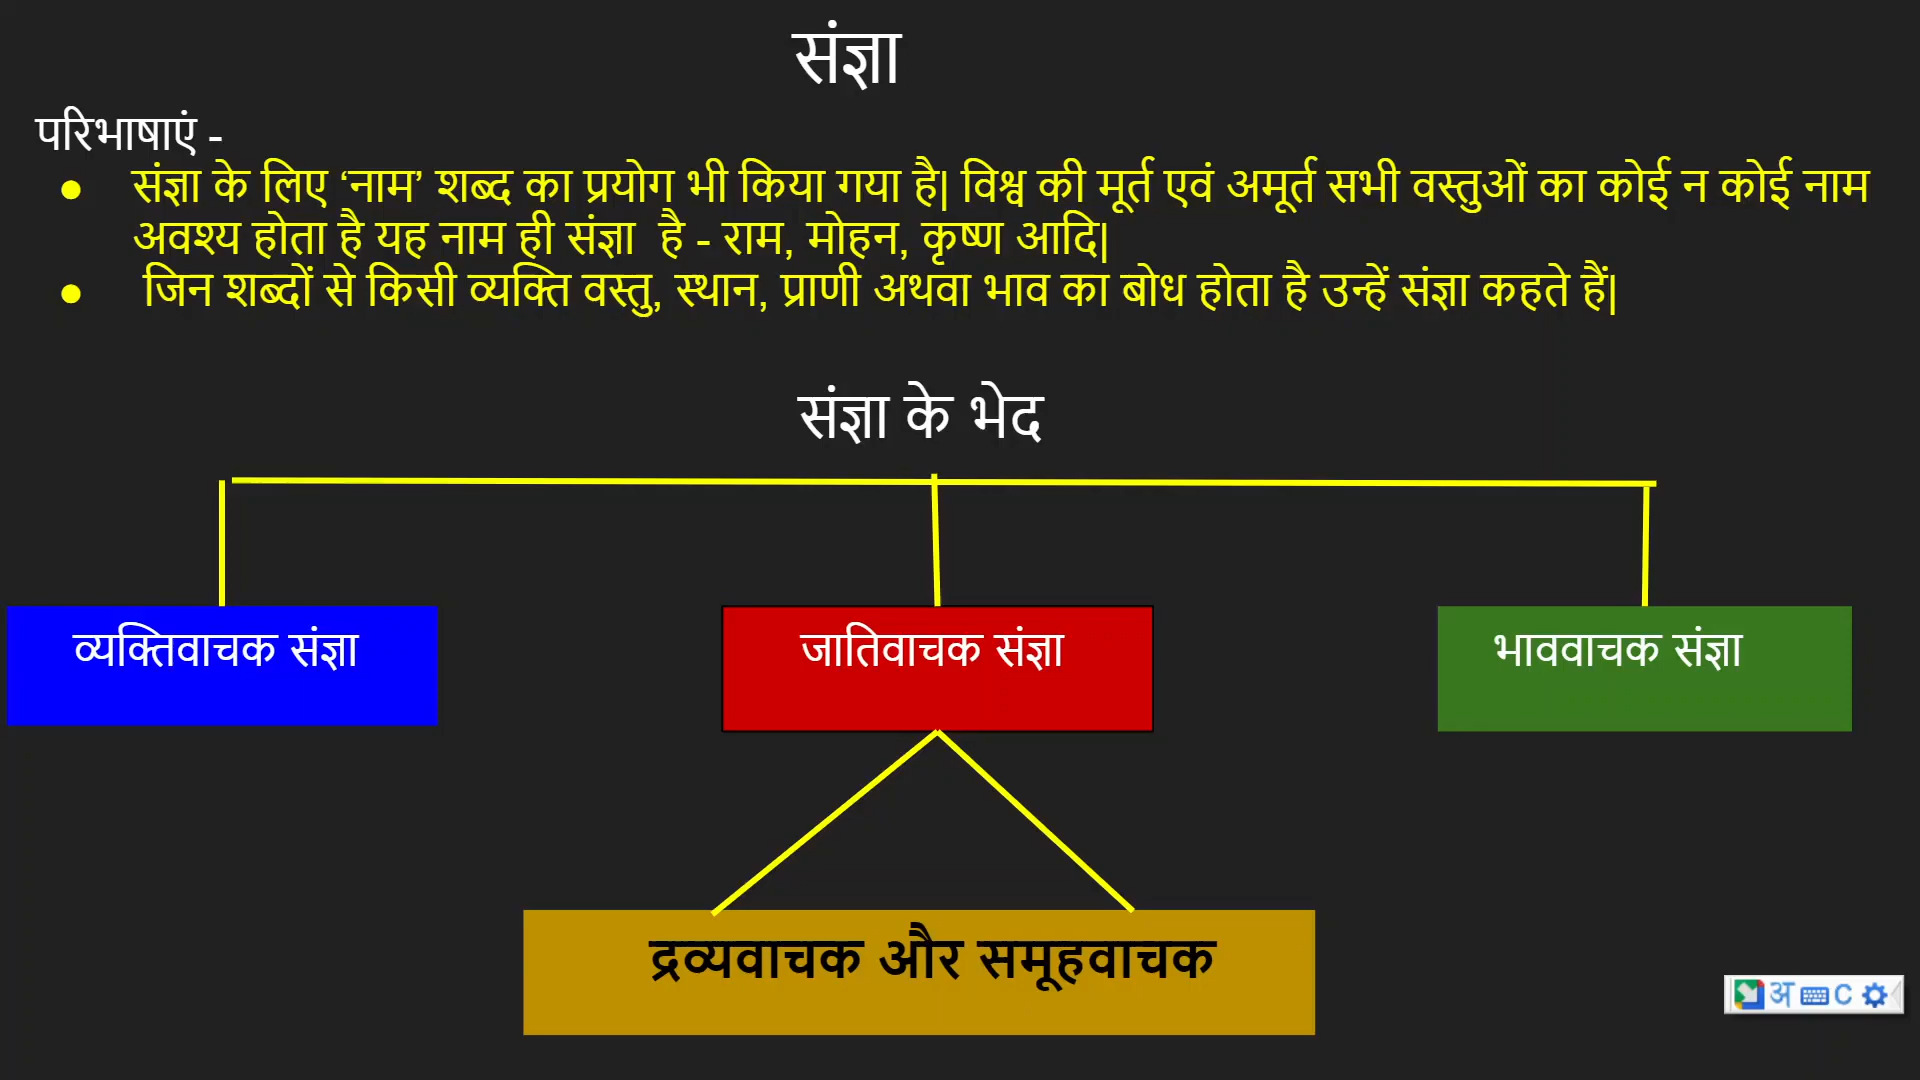 संज्ञा
परिभाषाएं -
● संज्ञा के लिए ‘नाम’ शब्द का प्रयोग भी किया गया है| विश्व की मूर्त एवं अमूर्त सभी वस्तुओं का कोई न कोई नाम
अवश्य होता है यह नाम ही संज्ञा है - राम, मोहन, कृष्ण आदि|
● जिन शब्दों से किसी व्यक्ति वस्तु, स्थान, प्राणी अथवा भाव का बोध होता है उन्हें संज्ञा कहते हैं|
संज्ञा के भेद
व्यक्तिवाचक संज्ञा
जातिवाचक संज्ञा
भाववाचक संज्ञा
द्रव्यवाचक और समूहवाचक
अ C